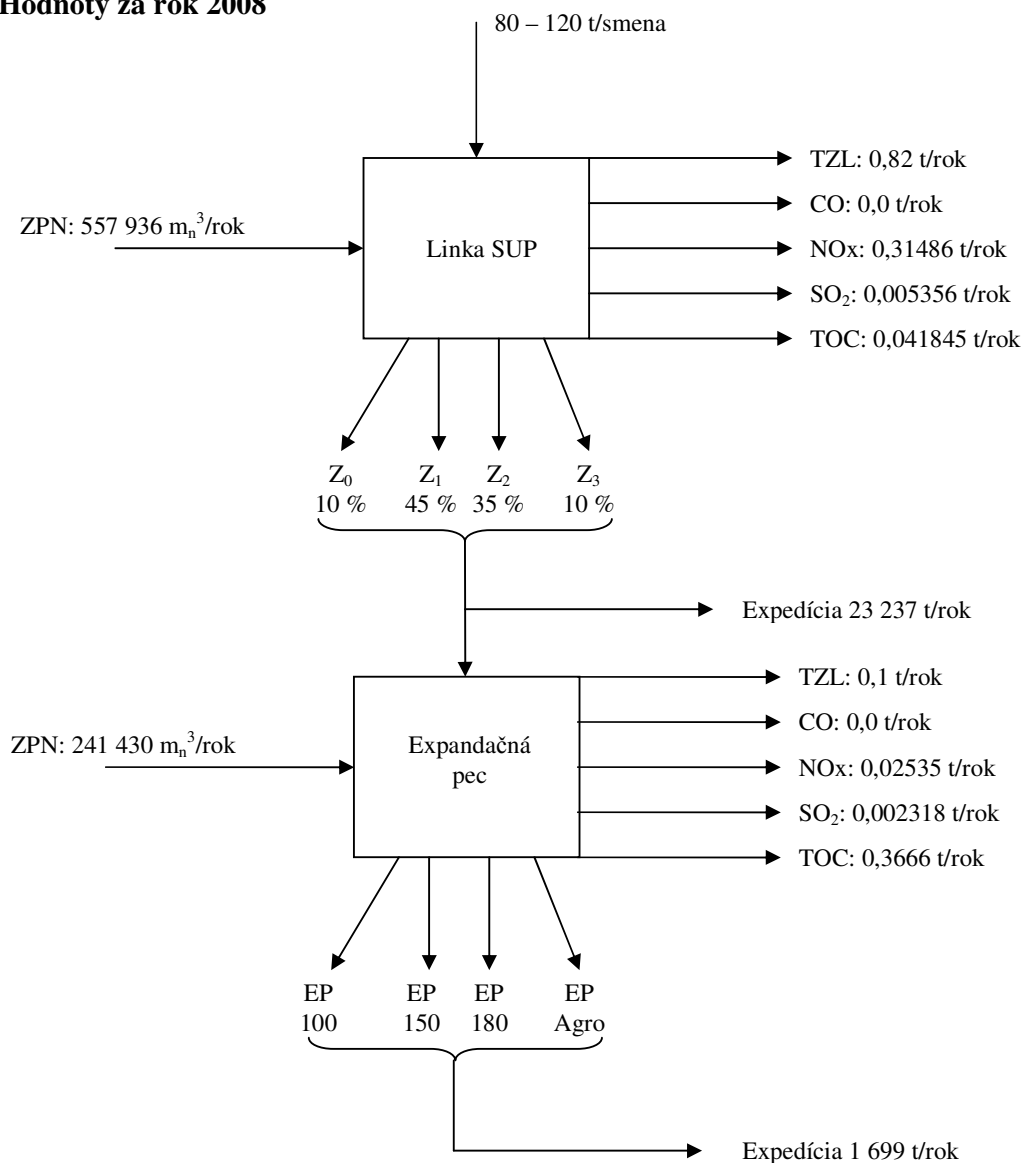 Hodnoty za rok 2008
80 – 120 t/smena
TZL: 0,82 t/rok
CO: 0,0 t/rok
ZPN: 557 936 mₙ³/rok
Linka SUP
NOx: 0,31486 t/rok
SO₂: 0,005356 t/rok
TOC: 0,041845 t/rok
Z₀ Z₁ Z₂ Z₃
10 % 45 % 35 % 10 %
Expedícia 23 237 t/rok
TZL: 0,1 t/rok
CO: 0,0 t/rok
ZPN: 241 430 mₙ³/rok
Expandačná
pec
NOx: 0,02535 t/rok
SO₂: 0,002318 t/rok
TOC: 0,3666 t/rok
EP EP EP EP
100 150 180 Agro
Expedícia 1 699 t/rok